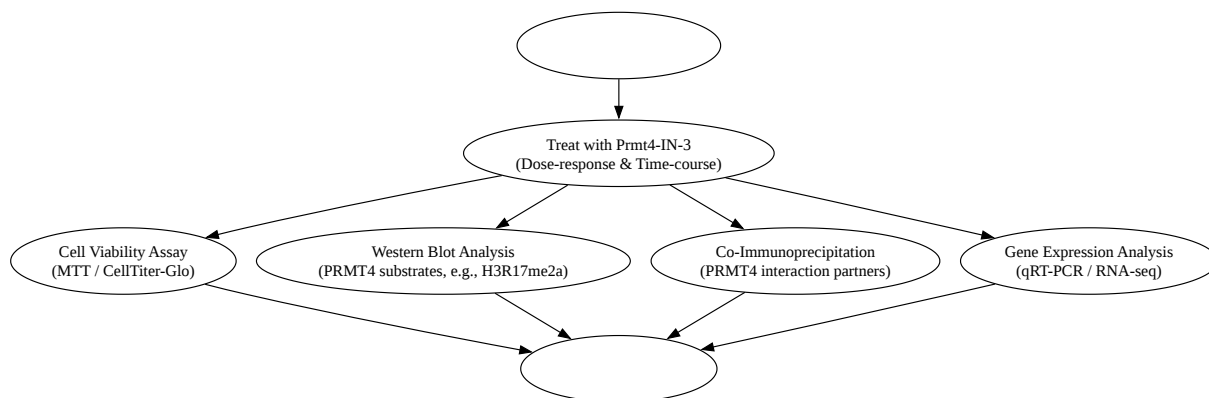 Treat with Prmt4-IN-3
(Dose-response & Time-course)
Cell Viability Assay
(MTT / CellTiter-Glo)
Western Blot Analysis
(PRMT4 substrates, e.g., H3R17me2a)
Co-Immunoprecipitation
(PRMT4 interaction partners)
Gene Expression Analysis
(qRT-PCR / RNA-seq)